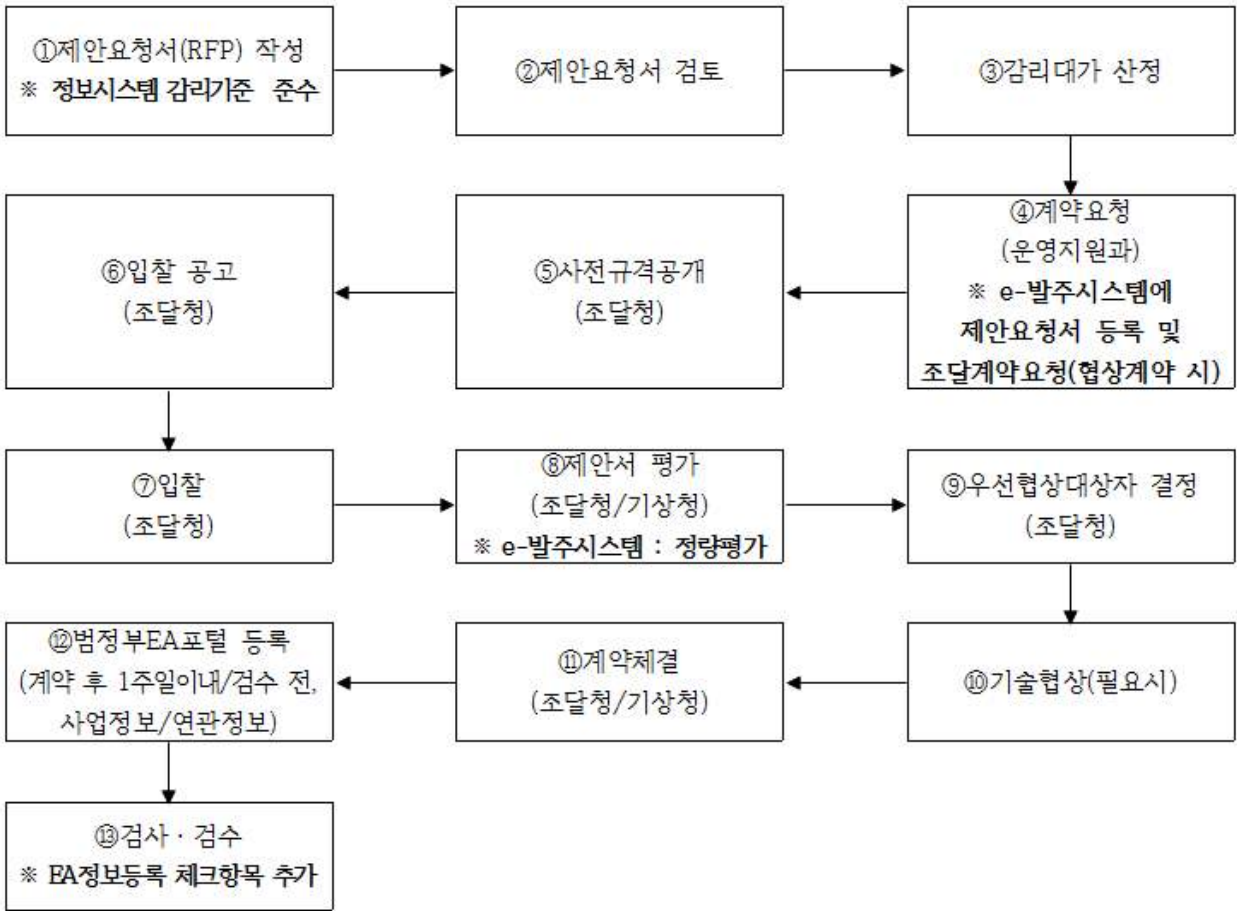 ①제안요청서(RFP) 작성
※ 정보시스템 감리기준 준수
②제안요청서 검토
③감리대가 산정
④계약요청
(운영지원과)
※ e-발주시스템에
제안요청서 등록 및
조달계약요청(협상계약 시)
⑤사전규격공개
(조달청)
⑥입찰 공고
(조달청)
⑦입찰
(조달청)
⑧제안서 평가
(조달청/기상청)
※ e-발주시스템 : 정량평가
⑨우선협상대상자 결정
(조달청)
⑩기술협상(필요시)
⑪계약체결
(조달청/기상청)
⑫범정부EA포털 등록
(계약 후 1주일이내/검수 전,
사업정보/연관정보)
⑬검사 · 검수
※ EA정보등록 체크항목 추가